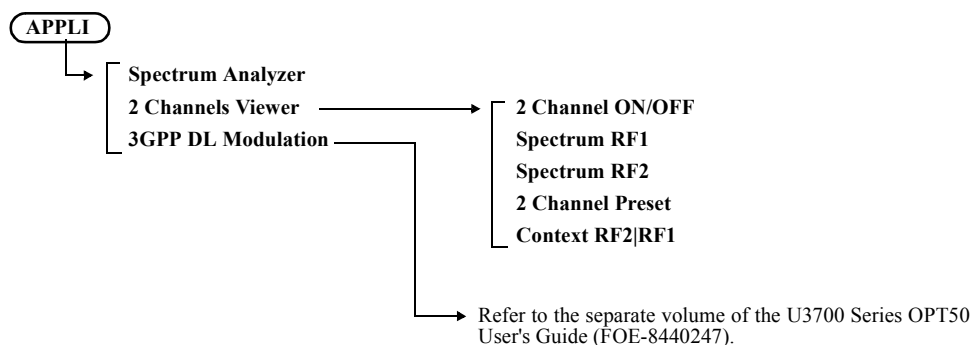 APPLI
Spectrum Analyzer
2 Channels Viewer
3GPP DL Modulation
2 Channel ON/OFF
Spectrum RF1
Spectrum RF2
2 Channel Preset
Context RF2|RF1
Refer to the separate volume of the U3700 Series OPT50
User's Guide (FOE-8440247).